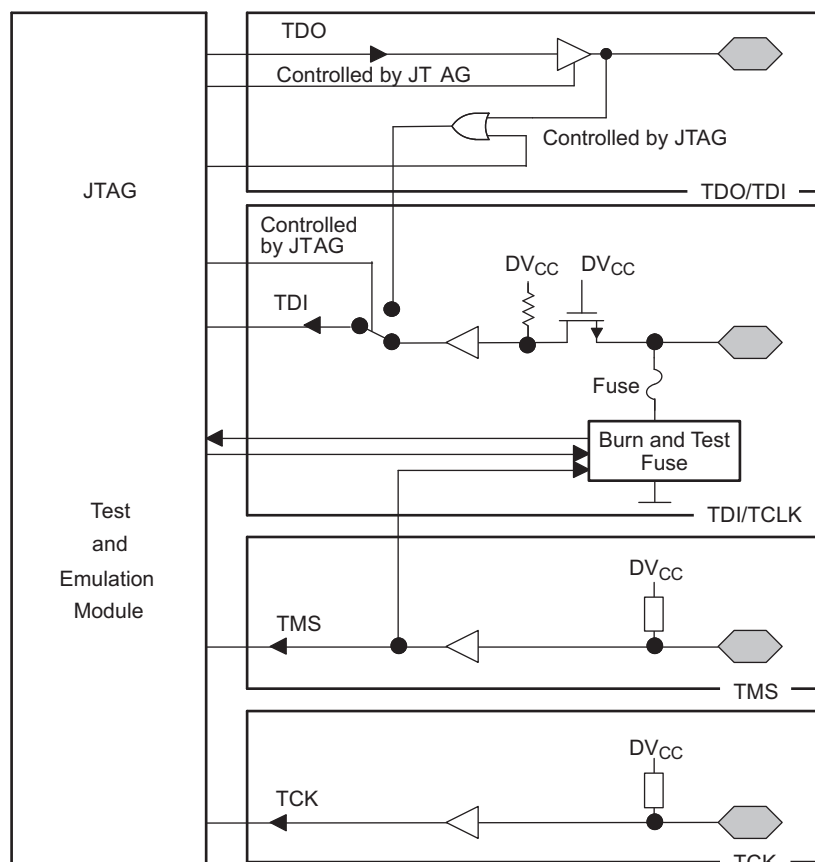 TDO
Controlled by JT AG
Controlled by JTAG
TDO/TDI
JTAG
Controlled
by JTAG
DVCC
DVCC
TDI
Fuse
Burn and Test
Fuse
TDI/TCLK
Test
and
Emulation
Module
DVCC
TMS
TMS
DVCC
TCK
TCK